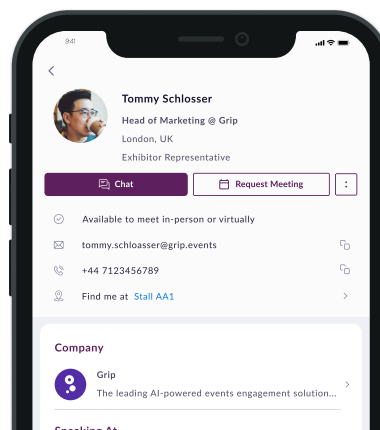 9:41
Tommy Schlosser
Head of Marketing @ Grip
London, UK
Exhibitor Representative
Chat
Request Meeting
Available to meet in-person or virtually
tommy.schloasser@grip.events
+44 7123456789
Find me at Stall AA1
Company
Grip
The leading AI-powered events engagement solution...
Speaking At